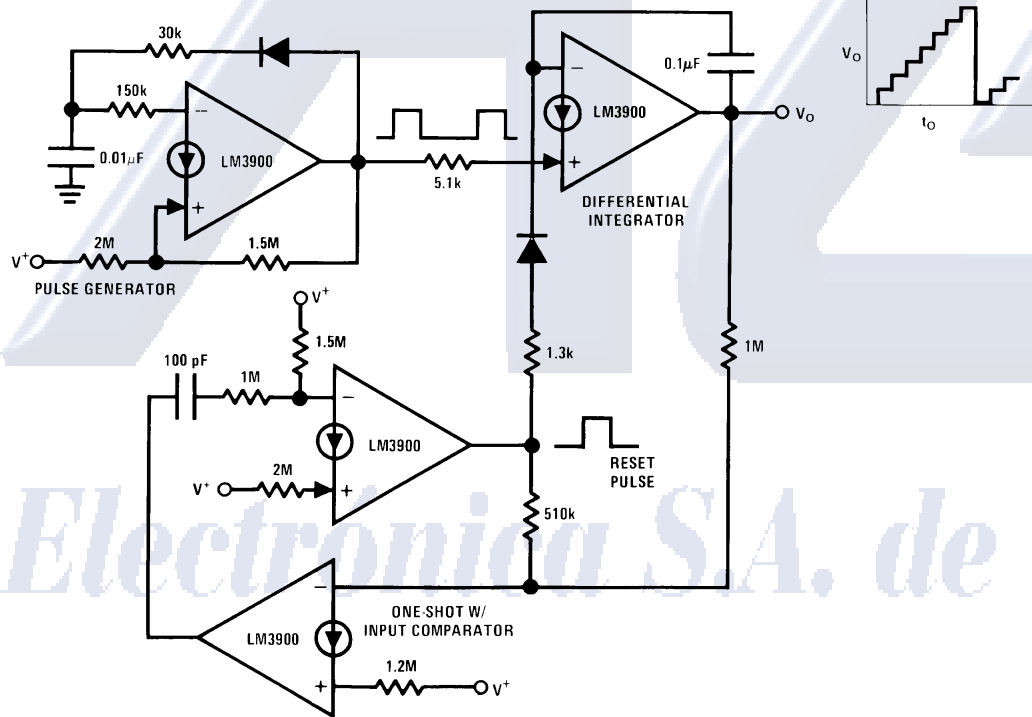 30k
150k
0.01µF
−
LM3900
+
V+
2M
1.5M
PULSE GENERATOR
5.1k
−
LM3900
+
0.1µF
VO
DIFFERENTIAL
INTEGRATOR
VO
tO
V+
1.5M
100 pF
1M
−
LM3900
+
V+
2M
1.3k
1M
RESET
PULSE
510k
−
LM3900
+
ONE-SHOT W/
INPUT COMPARATOR
1.2M
V+
Electrónica S.A. de